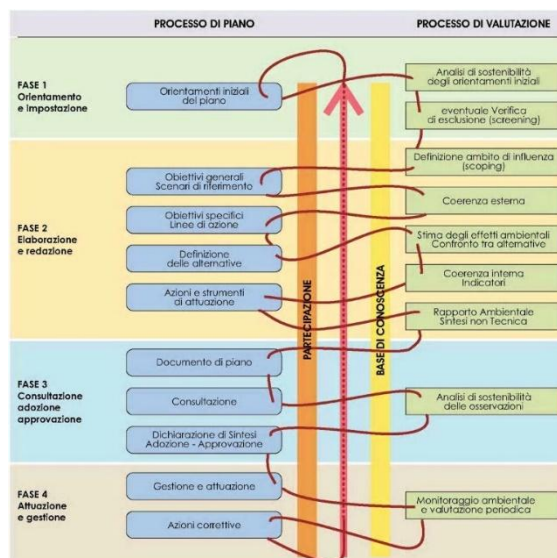 PROCESSO DI PIANO
PROCESSO DI VALUTAZIONE
FASE 1
Orientamento
e impostazione
Orientamenti iniziali
del piano
Analisi di sostenibilità
degli orientamenti iniziali
eventuale Verifica
di esclusione (screening)
FASE 2
Elaborazione
e redazione
Obiettivi generali
Scenari di riferimento
Obiettivi specifici
Linee di azione
Definizione
delle alternative
Azioni e strumenti
di attuazione
Definizione ambito di influenza
(scoping)
Coerenza esterna
Stima degli effetti ambientali
Confronto tra alternative
Coerenza interna
Indicatori
Rapporto Ambientale
Sintesi non Tecnica
PARTECIPAZIONE
BASE DI CONOSCENZA
FASE 3
Consultazione
adozione
approvazione
Documento di piano
Consultazione
Dichiarazione di Sintesi
Adozione - Approvazione
Analisi di sostenibilità
delle osservazioni
FASE 4
Attuazione
e gestione
Gestione e attuazione
Azioni correttive
Monitoraggio ambientale
e valutazione periodica